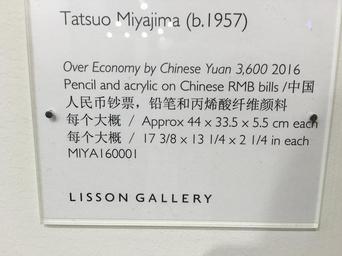 Tatsuo Miyajima (b.1957)
Over Economy by Chinese Yuan 3,600 2016
Pencil and acrylic on Chinese RMB bills /中国
人民币钞票，铅笔和丙烯酸纤维颜料
每个大概 / Approx 44 x 33.5 x 5.5 cm each
每个大概 / 17 3/8 x 13 1/4 x 2 1/4 in each
MIYA160001
LISSON GALLERY